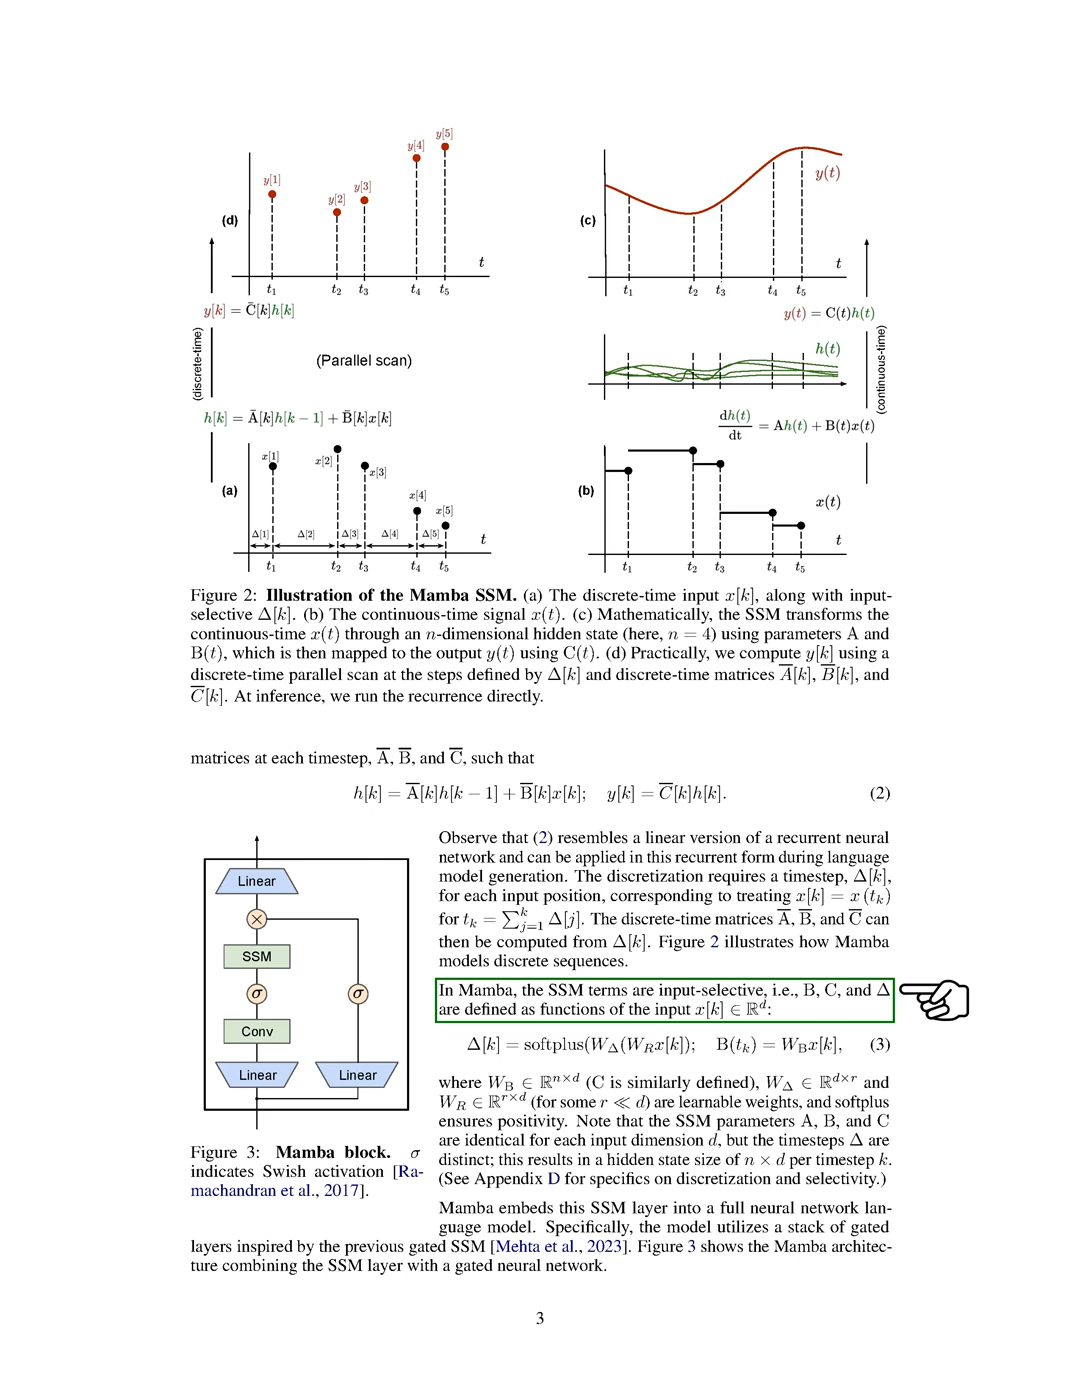 y[5]
y[4]
y[1]
y[3]
y[2]
(d)
t
t₁ t₂ t₃ t₄ t₅
y(t)
(c)
t
t₁ t₂ t₃ t₄ t₅
y[k] = C̄[k]h[k]
y(t) = C(t)h(t)
(discrete-time)
(Parallel scan)
h(t)
(continuous-time)
h[k] = Ā[k]h[k − 1] + B̄[k]x[k]
dh(t)/dt = Ah(t) + B(t)x(t)
x[1]
x[2]
x[3]
x[4]
x[5]
(a)
Δ[1] Δ[2] Δ[3] Δ[4] Δ[5]
t
t₁ t₂ t₃ t₄ t₅
(b)
x(t)
t
t₁ t₂ t₃ t₄ t₅
Figure 2: Illustration of the Mamba SSM. (a) The discrete-time input x[k], along with input-
selective Δ[k]. (b) The continuous-time signal x(t). (c) Mathematically, the SSM transforms the
continuous-time x(t) through an n-dimensional hidden state (here, n = 4) using parameters A and
B(t), which is then mapped to the output y(t) using C(t). (d) Practically, we compute y[k] using a
discrete-time parallel scan at the steps defined by Δ[k] and discrete-time matrices A̅[k], B̅[k], and
C̅[k]. At inference, we run the recurrence directly.
matrices at each timestep, A̅, B̅, and C̅, such that
h[k] = A̅[k]h[k − 1] + B̅[k]x[k]; y[k] = C̅[k]h[k]. (2)
Observe that (2) resembles a linear version of a recurrent neural
network and can be applied in this recurrent form during language
model generation. The discretization requires a timestep, Δ[k],
for each input position, corresponding to treating x[k] = x (tₖ)
for tₖ = ∑ᵏⱼ₌₁ Δ[j]. The discrete-time matrices A̅, B̅, and C̅ can
then be computed from Δ[k]. Figure 2 illustrates how Mamba
models discrete sequences.
In Mamba, the SSM terms are input-selective, i.e., B, C, and Δ
are defined as functions of the input x[k] ∈ ℝᵈ:
Δ[k] = softplus(W_Δ(W_R x[k]); B(tₖ) = W_B x[k], (3)
where W_B ∈ ℝⁿˣᵈ (C is similarly defined), W_Δ ∈ ℝᵈˣʳ and
W_R ∈ ℝʳˣᵈ (for some r ≪ d) are learnable weights, and softplus
ensures positivity. Note that the SSM parameters A, B, and C
are identical for each input dimension d, but the timesteps Δ are
distinct; this results in a hidden state size of n × d per timestep k.
(See Appendix D for specifics on discretization and selectivity.)
Linear
×
SSM
σ
σ
Conv
Linear
Linear
Figure 3: Mamba block. σ
indicates Swish activation [Ra-
machandran et al., 2017].
Mamba embeds this SSM layer into a full neural network lan-
guage model. Specifically, the model utilizes a stack of gated
layers inspired by the previous gated SSM [Mehta et al., 2023]. Figure 3 shows the Mamba architec-
ture combining the SSM layer with a gated neural network.
3